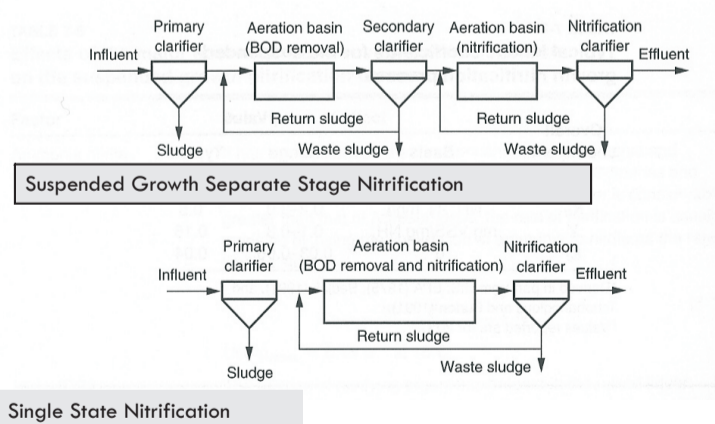 Primary
clarifier
Aeration basin
(BOD removal)
Secondary
clarifier
Aeration basin
(nitrification)
Nitrification
clarifier
Influent
Effluent
Return sludge
Return sludge
Sludge
Waste sludge
Waste sludge
Suspended Growth Separate Stage Nitrification
Primary
clarifier
Aeration basin
(BOD removal and nitrification)
Nitrification
clarifier
Influent
Effluent
Return sludge
Sludge
Waste sludge
Single State Nitrification